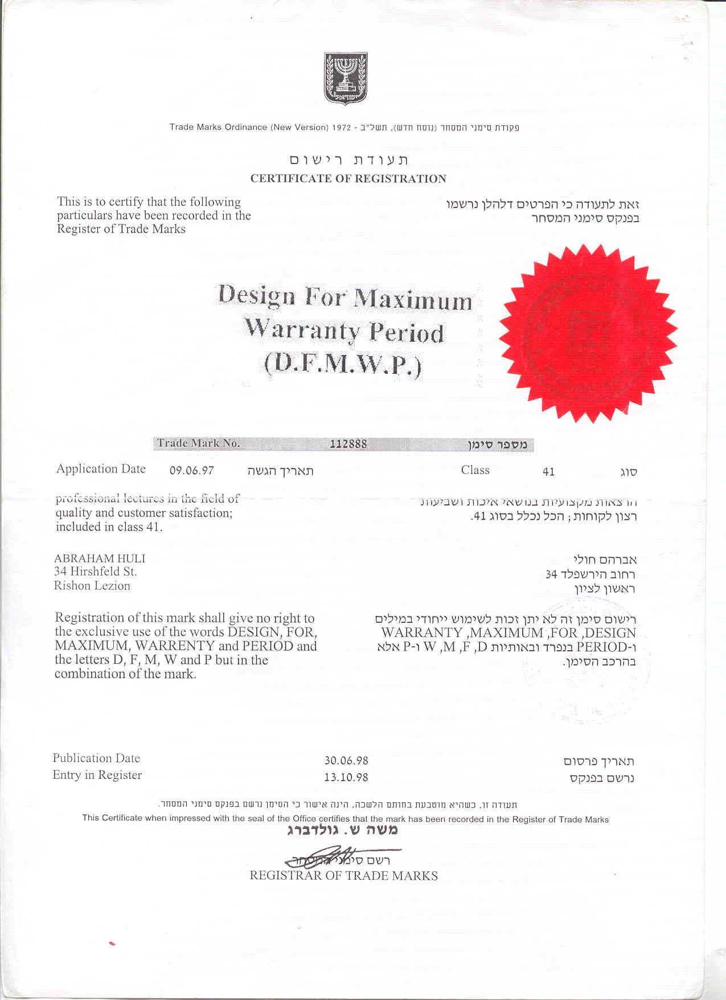 Trade Marks Ordinance (New Version) 1972 - פקודת סימני המסחר (נוסח חדש), תשל"ב
תעודת רישום
CERTIFICATE OF REGISTRATION
This is to certify that the following
particulars have been recorded in the
Register of Trade Marks
זאת לתעודה כי הפרטים דלהלן נרשמו
בפנקס סימני המסחר
Design For Maximum
Warranty Period
(D.F.M.W.P.)
MINISTRY OF
Trade Mark No. 112888 מספר סימן
Application Date 09.06.97 תאריך הגשה Class 41 סוג
professional lectures in the field of
quality and customer satisfaction;
included in class 41.
הרצאות מקצועיות בנושאי איכות ושביעות
רצון לקוחות; הכל נכלל בסוג 41.
ABRAHAM HULI
34 Hirshfeld St.
Rishon Lezion
אברהם חולי
רחוב הירשפלד 34
ראשון לציון
Registration of this mark shall give no right to
the exclusive use of the words DESIGN, FOR,
MAXIMUM, WARRENTY and PERIOD and
the letters D, F, M, W and P but in the
combination of the mark.
רישום סימן זה לא יתן זכות לשימוש ייחודי במילים
WARRANTY ,MAXIMUM ,FOR ,DESIGN
ו-PERIOD בנפרד ובאותיות D, F, M, W ו-P אלא
בהרכב הסימן.
Publication Date 30.06.98 תאריך פרסום
Entry in Register 13.10.98 נרשם בפנקס
תעודה זו, כשהיא מוטבעת בחותם הלשכה, הינה אישור כי הסימן נרשם בפנקס סימני המסחר.
This Certificate when impressed with the seal of the Office certifies that the mark has been recorded in the Register of Trade Marks
משה ש. גולדברג
רשם סימני המסחר
REGISTRAR OF TRADE MARKS